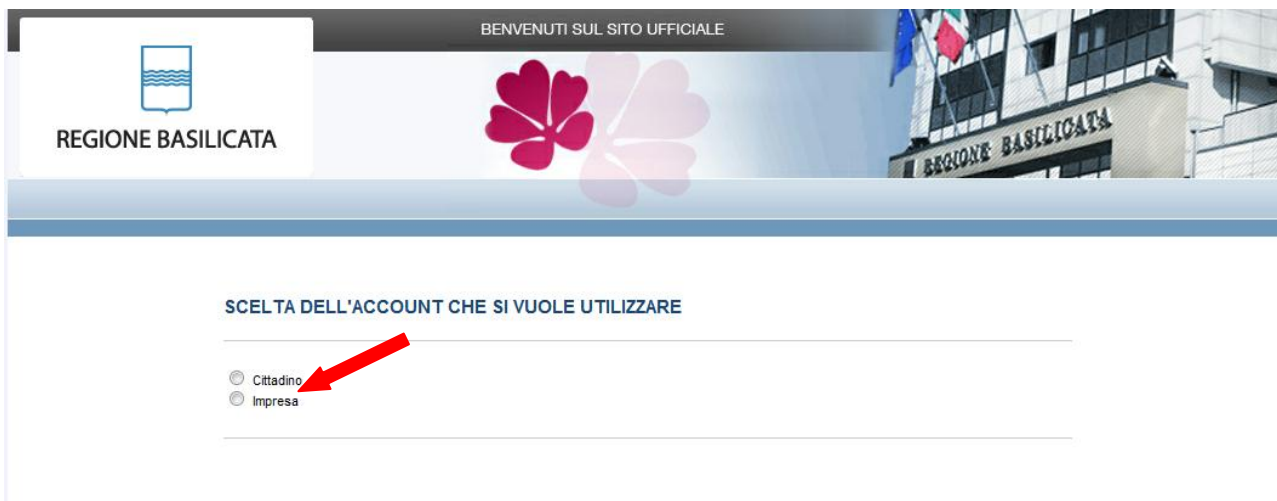 BENVENUTI SUL SITO UFFICIALE
REGIONE BASILICATA
REGIONE BASILICATA
SCELTA DELL'ACCOUNT CHE SI VUOLE UTILIZZARE
Cittadino
Impresa